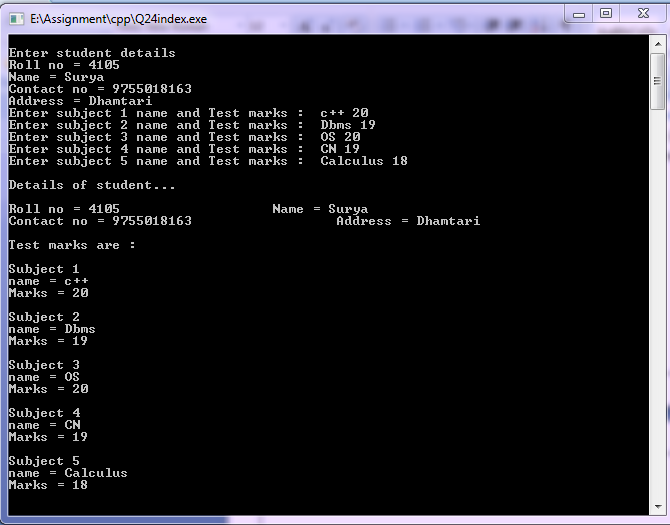 E:\Assignment\cpp\Q24index.exe
Enter student details
Roll no = 4105
Name = Surya
Contact no = 9755018163
Address = Dhamtari
Enter subject 1 name and Test marks :  c++ 20
Enter subject 2 name and Test marks :  Dbms 19
Enter subject 3 name and Test marks :  OS 20
Enter subject 4 name and Test marks :  CN 19
Enter subject 5 name and Test marks :  Calculus 18
Details of student...
Roll no = 4105                   Name = Surya
Contact no = 9755018163                  Address = Dhamtari
Test marks are :
Subject 1
name = c++
Marks = 20
Subject 2
name = Dbms
Marks = 19
Subject 3
name = OS
Marks = 20
Subject 4
name = CN
Marks = 19
Subject 5
name = Calculus
Marks = 18